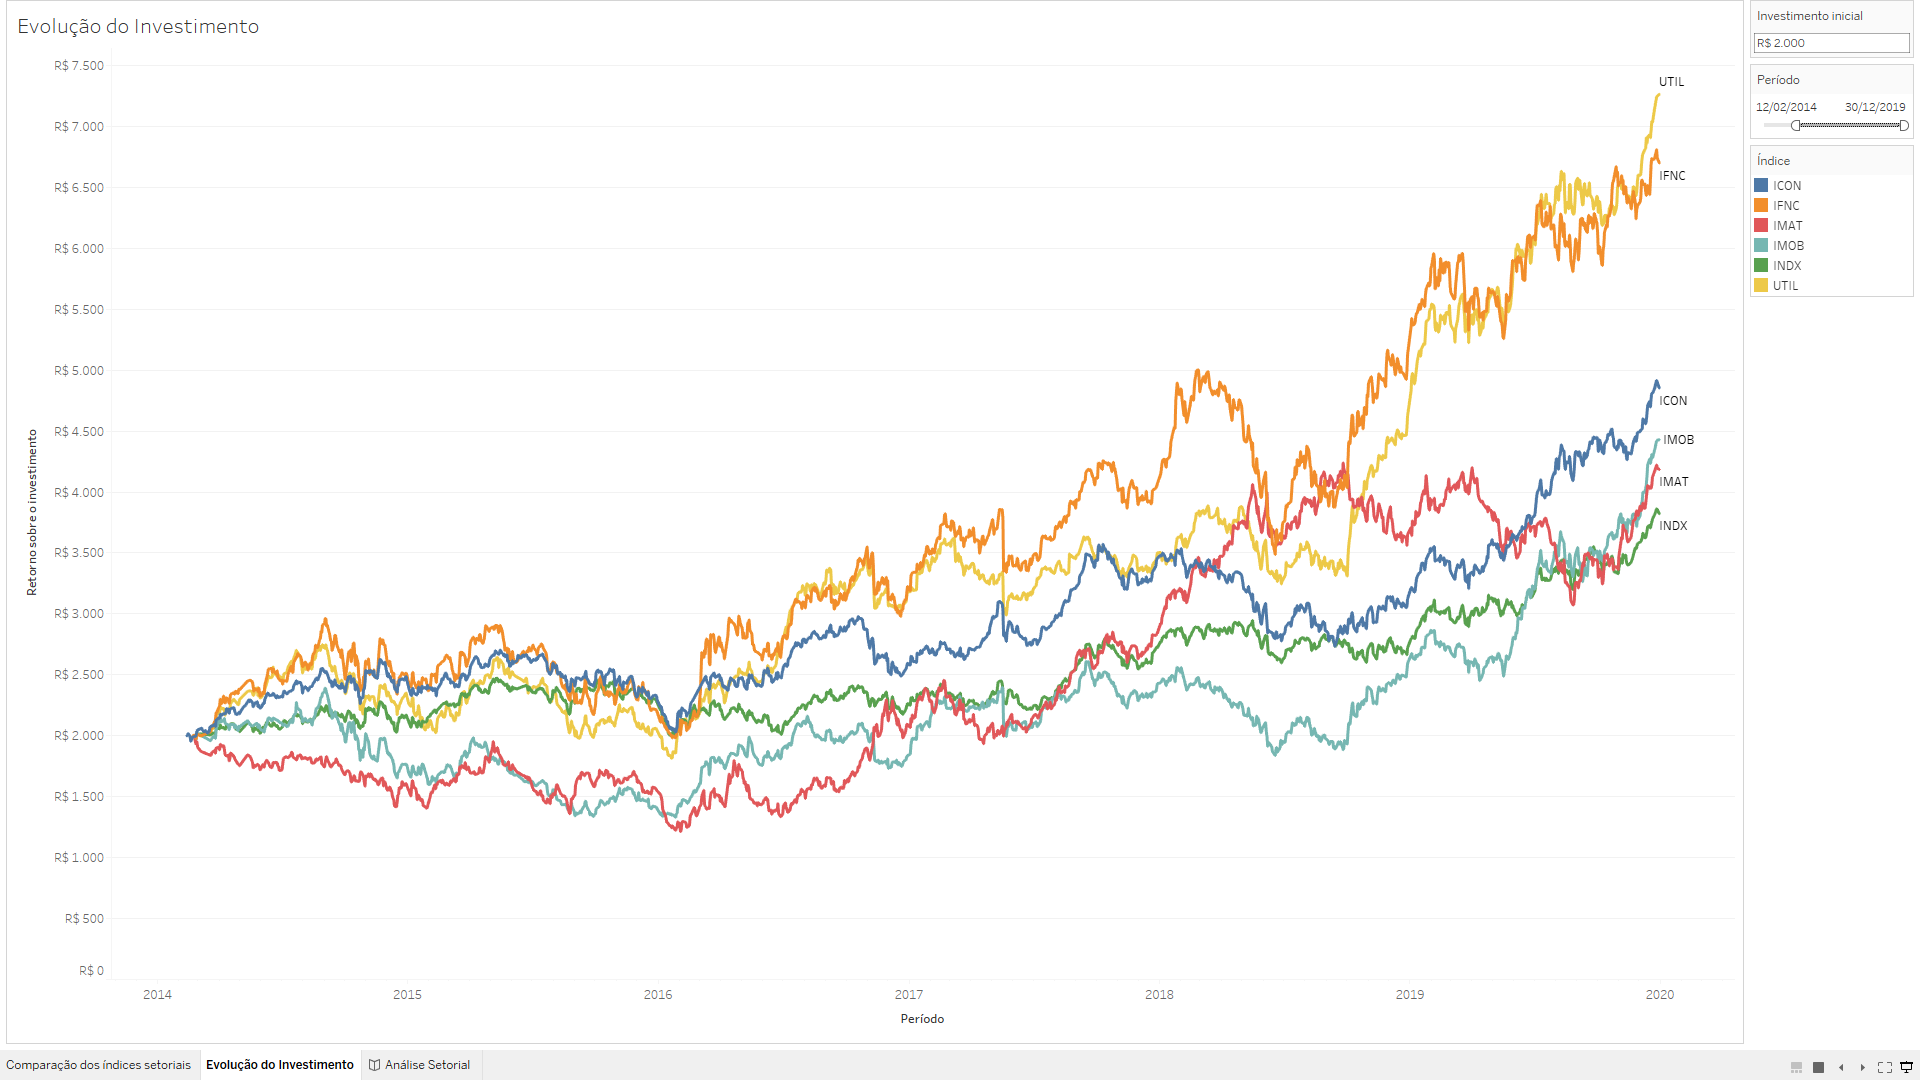 Evolução do Investimento
R$ 7.500
R$ 7.000
R$ 6.500
R$ 6.000
R$ 5.500
R$ 5.000
R$ 4.500
R$ 4.000
R$ 3.500
R$ 3.000
R$ 2.500
R$ 2.000
R$ 1.500
R$ 1.000
R$ 500
R$ 0
Retorno sobre o investimento
UTIL
IFNC
ICON
IMOB
IMAT
INDX
2014
2015
2016
2017
2018
2019
2020
Período
Investimento inicial
R$ 2.000
Período
12/02/2014 30/12/2019
Índice
ICON
IFNC
IMAT
IMOB
INDX
UTIL
Comparação dos índices setoriais
Evolução do Investimento
Análise Setorial